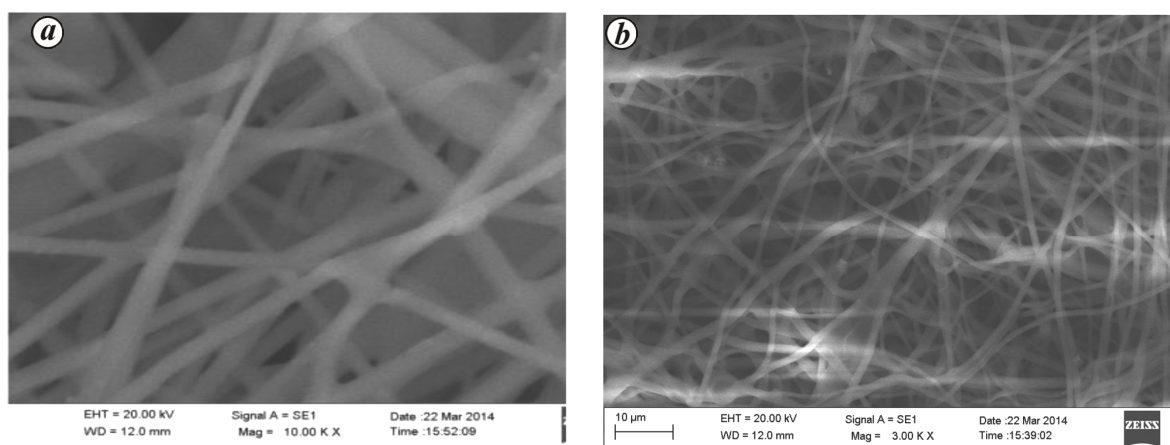 a
b
EHT = 20.00 kV Signal A = SE1 Date :22 Mar 2014
WD = 12.0 mm Mag = 10.00 K X Time :15:52:09
10 µm EHT = 20.00 kV Signal A = SE1 Date :22 Mar 2014
WD = 12.0 mm Mag = 3.00 K X Time :15:39:02
ZEISS